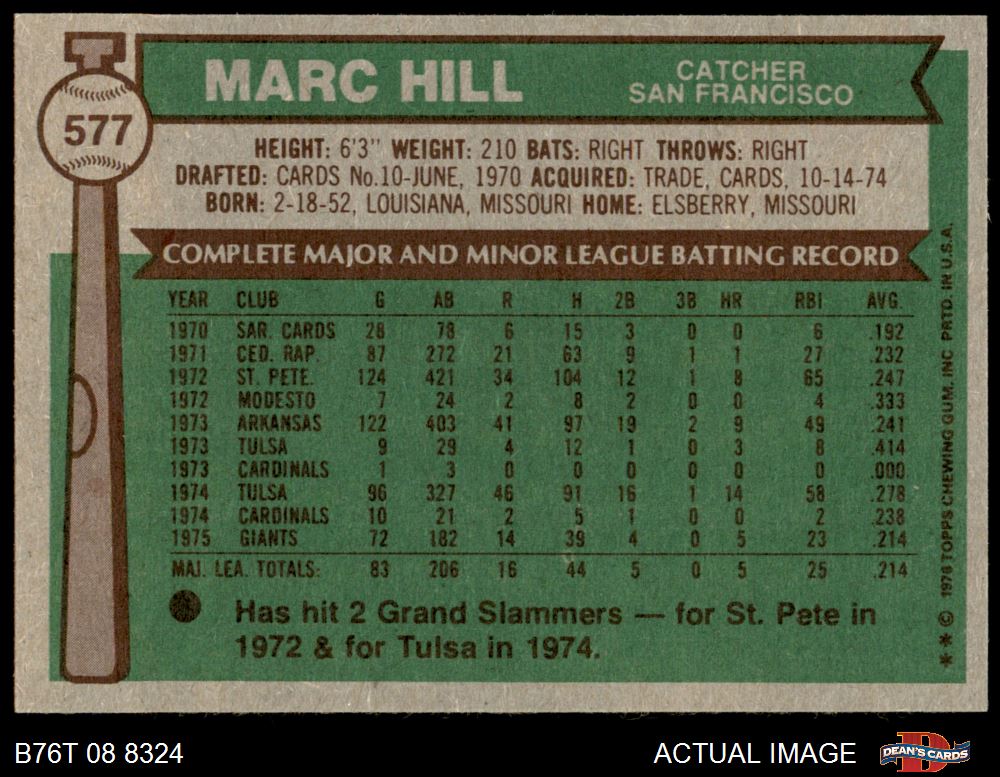 577
MARC HILL
CATCHER
SAN FRANCISCO
HEIGHT: 6'3" WEIGHT: 210 BATS: RIGHT THROWS: RIGHT
DRAFTED: CARDS No.10-JUNE, 1970 ACQUIRED: TRADE, CARDS, 10-14-74
BORN: 2-18-52, LOUISIANA, MISSOURI HOME: ELSBERRY, MISSOURI
COMPLETE MAJOR AND MINOR LEAGUE BATTING RECORD
YEAR CLUB G AB R H 2B 3B HR RBI AVG.
1970 SAR. CARDS 28 78 6 15 3 0 0 6 .192
1971 CED. RAP. 87 272 21 63 9 1 1 27 .232
1972 ST. PETE. 124 421 34 104 12 1 8 65 .247
1972 MODESTO 7 24 2 8 2 0 0 4 .333
1973 ARKANSAS 122 403 41 97 19 2 9 49 .241
1973 TULSA 9 29 4 12 1 0 3 8 .414
1973 CARDINALS 1 3 0 0 0 0 0 0 .000
1974 TULSA 96 327 46 91 16 1 14 58 .278
1974 CARDINALS 10 21 2 5 1 0 0 2 .238
1975 GIANTS 72 182 14 39 4 0 5 23 .214
MAJ. LEA. TOTALS: 83 206 16 44 5 0 5 25 .214
Has hit 2 Grand Slammers — for St. Pete in
1972 & for Tulsa in 1974.
* * © 1976 TOPPS CHEWING GUM. INC PRTD. IN U.S.A.
B76T 08 8324
ACTUAL IMAGE
DEAN'S CARDS